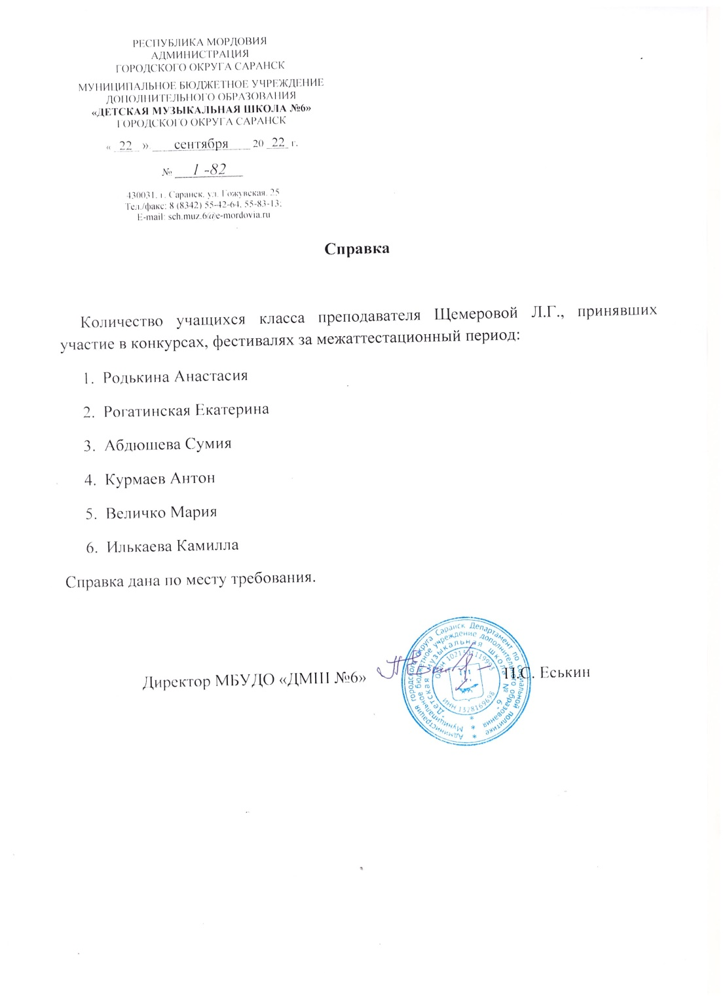 РЕСПУБЛИКА МОРДОВИЯ
АДМИНИСТРАЦИЯ
ГОРОДСКОГО ОКРУГА САРАНСК
МУНИЦИПАЛЬНОЕ БЮДЖЕТНОЕ УЧРЕЖДЕНИЕ
ДОПОЛНИТЕЛЬНОГО ОБРАЗОВАНИЯ
«ДЕТСКАЯ МУЗЫКАЛЬНАЯ ШКОЛА №6»
ГОРОДСКОГО ОКРУГА САРАНСК
« 22 » сентября 20 22 г.
№ 1 -82
430031, г. Саранск, ул. Гожувская, 25
Тел./факс: 8 (8342) 55-42-64, 55-83-13;
E-mail: sch.muz.6@e-mordovia.ru
Справка
Количество учащихся класса преподавателя Щемеровой Л.Г., принявших
участие в конкурсах, фестивалях за межаттестационный период:
1. Родькина Анастасия
2. Рогатинская Екатерина
3. Абдюшева Сумия
4. Курмаев Антон
5. Величко Мария
6. Илькаева Камилла
Справка дана по месту требования.
Директор МБУДО «ДМШ №6» П.С. Еськин
Администрация городского округа Саранск Департамент по социальной политике
Муниципальное бюджетное учреждение дополнительного образования
"Детская музыкальная школа № 6"
ИНН 1328169698